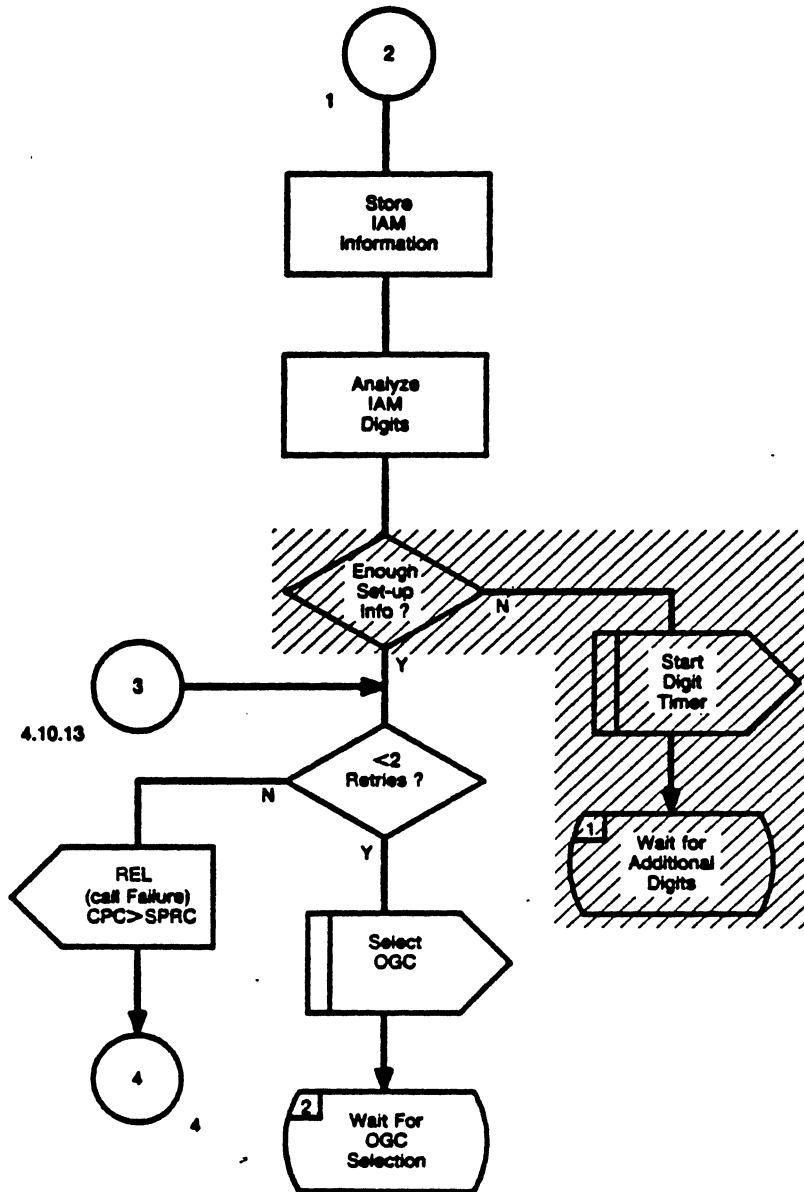 2
1
Store
IAM
Information
Analyze
IAM
Digits
Enough
Set-up
Info ?
N
Y
Start
Digit
Timer
3
4.10.13
<2
Retries ?
N
Y
1
Wait for
Additional
Digits
REL
(call Failure)
CPC>SPRC
Select
OGC
4
4
2
Wait For
OGC
Selection